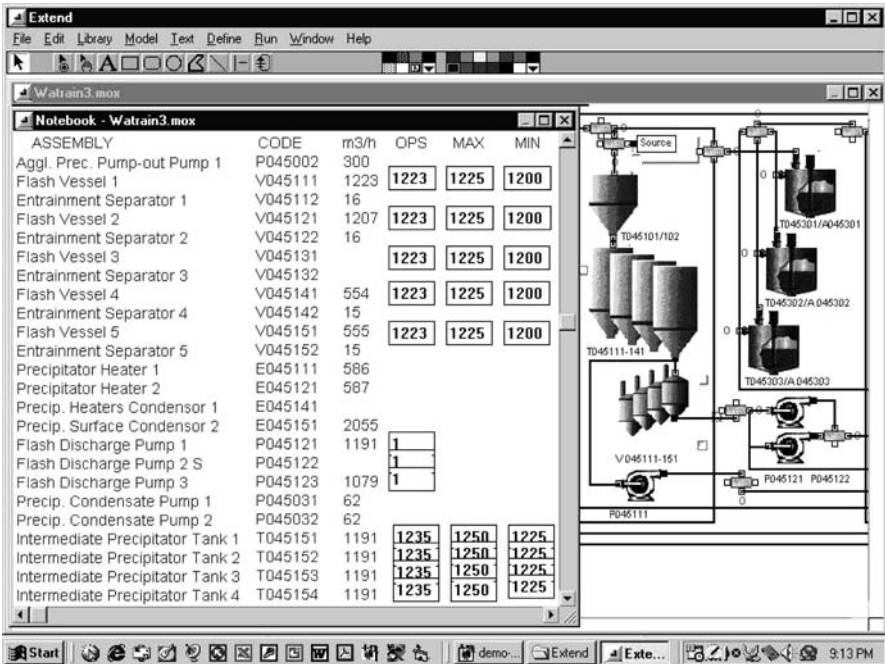 Extend
File Edit Library Model Text Define Run Window Help
A
Watrain3.mox
Notebook - Watrain3.mox
ASSEMBLY CODE m3/h OPS MAX MIN
Aggl. Prec. Pump-out Pump 1 P045002 300
Flash Vessel 1 V045111 1223 1223 1225 1200
Entrainment Separator 1 V045112 16
Flash Vessel 2 V045121 1207 1223 1225 1200
Entrainment Separator 2 V045122 16
Flash Vessel 3 V045131 1223 1225 1200
Entrainment Separator 3 V045132
Flash Vessel 4 V045141 554 1223 1225 1200
Entrainment Separator 4 V045142 15
Flash Vessel 5 V045151 555 1223 1225 1200
Entrainment Separator 5 V045152 15
Precipitator Heater 1 E045111 586
Precipitator Heater 2 E045121 587
Precip. Heaters Condensor 1 E045141
Precip. Surface Condensor 2 E045151 2055
Flash Discharge Pump 1 P045121 1191 1
Flash Discharge Pump 2 S P045122 1
Flash Discharge Pump 3 P045123 1079 1
Precip. Condensate Pump 1 P045031 62
Precip. Condensate Pump 2 P045032 62
Intermediate Precipitator Tank 1 T045151 1191 1235 1250 1225
Intermediate Precipitator Tank 2 T045152 1191 1235 1250 1225
Intermediate Precipitator Tank 3 T045153 1191 1235 1250 1225
Intermediate Precipitator Tank 4 T045154 1191 1235 1250 1225
Source
T045101/102
T045301/A045301
T045302/A 045302
T045111-141
T045303/A 045303
V045111-151
P045121 P045122
P045111
Start demo-... Extend Exte... 9:13 PM